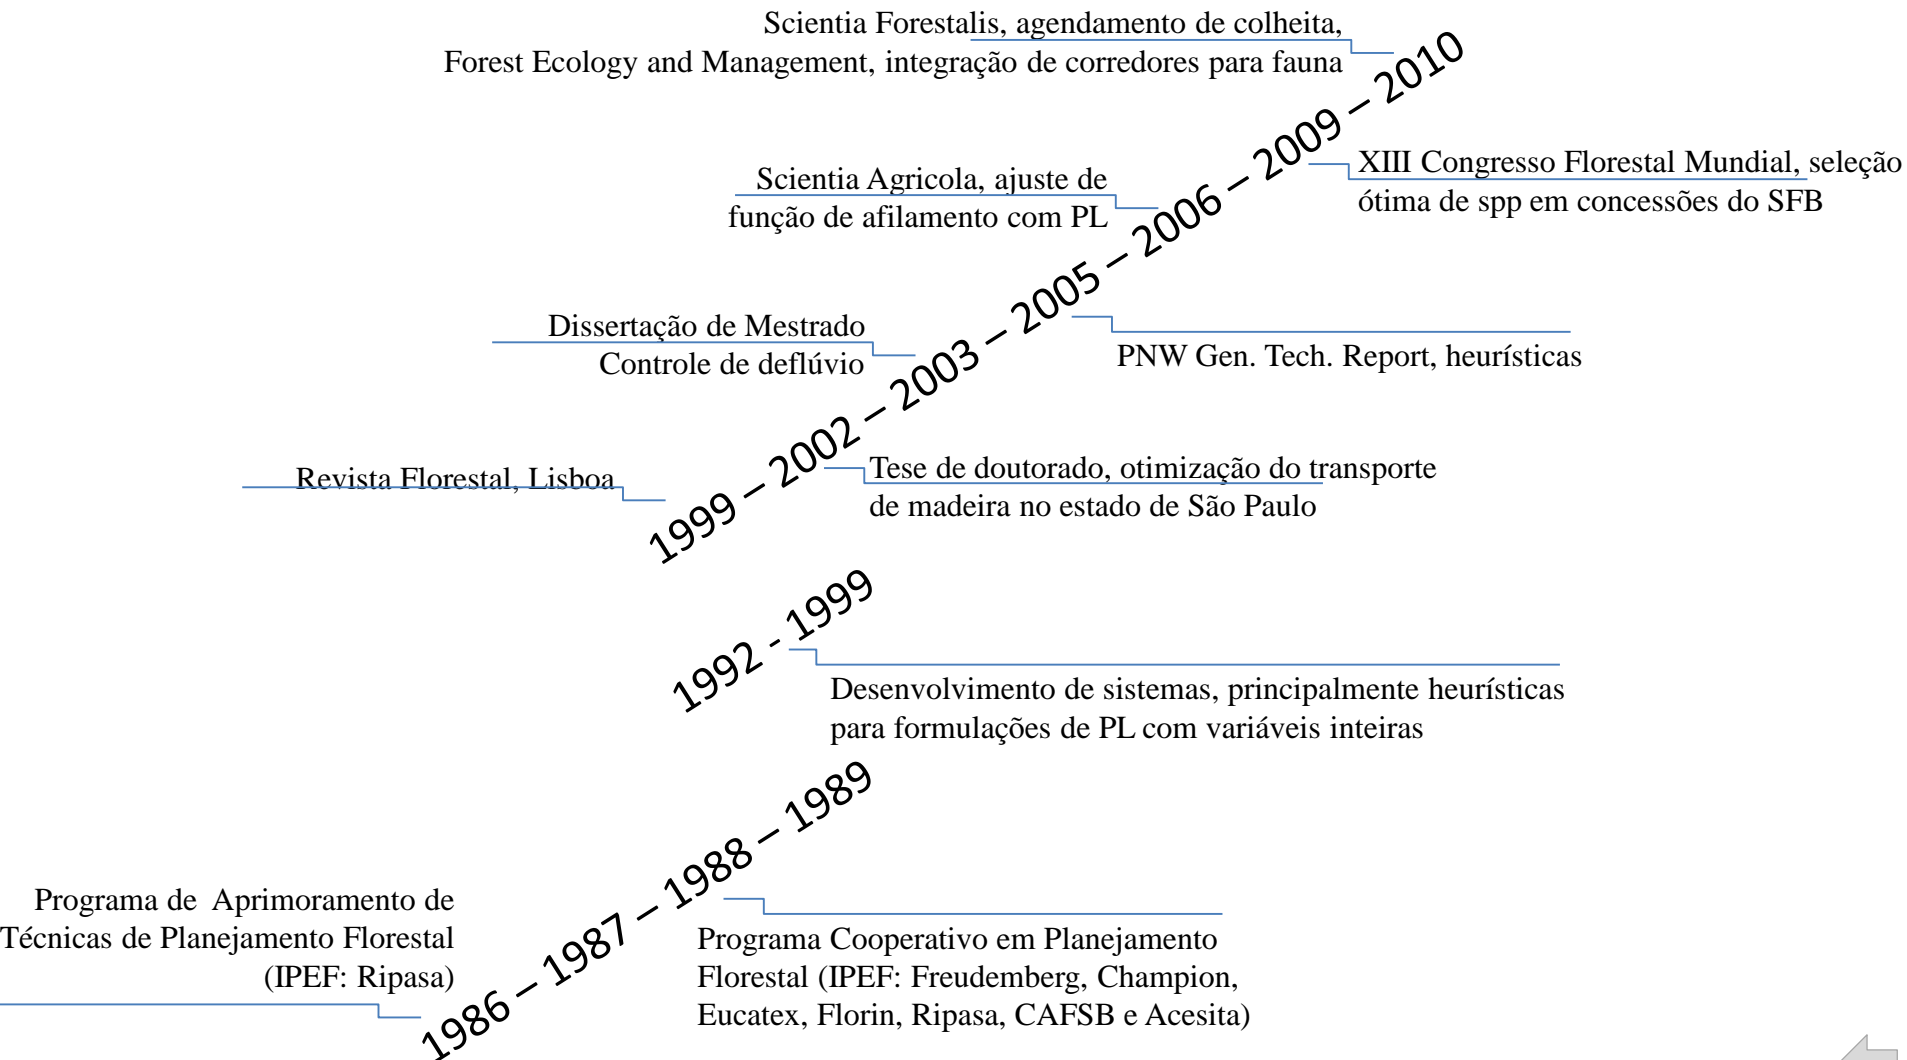 Scientia Forestalis, agendamento de colheita,
Forest Ecology and Management, integração de corredores para fauna
XIII Congresso Florestal Mundial, seleção
ótima de spp em concessões do SFB
Scientia Agricola, ajuste de
função de afilamento com PL
Dissertação de Mestrado
Controle de deflúvio
PNW Gen. Tech. Report, heurísticas
Revista Florestal, Lisboa
Tese de doutorado, otimização do transporte
de madeira no estado de São Paulo
1999 – 2002 – 2003 – 2005 – 2006 – 2009 – 2010
1992 - 1999
Desenvolvimento de sistemas, principalmente heurísticas
para formulações de PL com variáveis inteiras
1986 – 1987 – 1988 – 1989
Programa de Aprimoramento de
Técnicas de Planejamento Florestal
(IPEF: Ripasa)
Programa Cooperativo em Planejamento
Florestal (IPEF: Freudemberg, Champion,
Eucatex, Florin, Ripasa, CAFSB e Acesita)